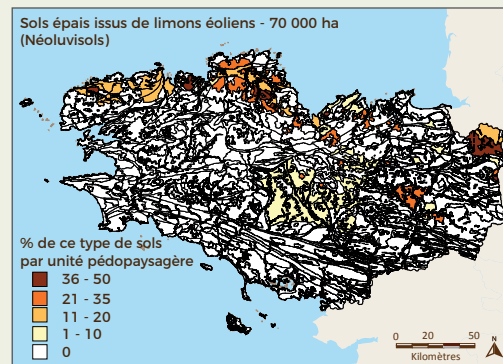 Sols épais issus de limons éoliens - 70 000 ha
(Néoluvisols)
% de ce type de sols
par unité pédopaysagère
36 - 50
21 - 35
11 - 20
1 - 10
0
0 20 50
Kilomètres
N